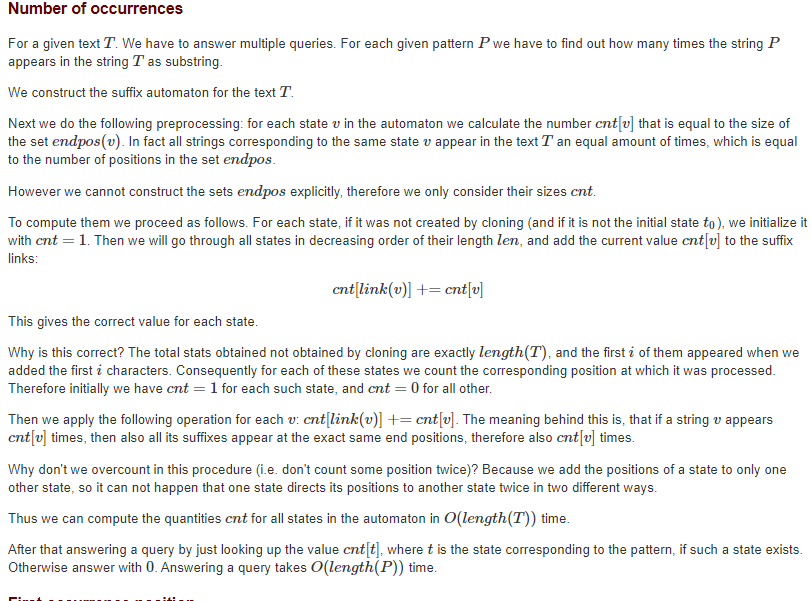 Number of occurrences
For a given text T. We have to answer multiple queries. For each given pattern P we have to find out how many times the string P
appears in the string T as substring.
We construct the suffix automaton for the text T.
Next we do the following preprocessing: for each state v in the automaton we calculate the number cnt[v] that is equal to the size of
the set endpos(v). In fact all strings corresponding to the same state v appear in the text T an equal amount of times, which is equal
to the number of positions in the set endpos.
However we cannot construct the sets endpos explicitly, therefore we only consider their sizes cnt.
To compute them we proceed as follows. For each state, if it was not created by cloning (and if it is not the initial state t₀), we initialize it
with cnt = 1. Then we will go through all states in decreasing order of their length len, and add the current value cnt[v] to the suffix
links:
cnt[link(v)] += cnt[v]
This gives the correct value for each state.
Why is this correct? The total stats obtained not obtained by cloning are exactly length(T), and the first i of them appeared when we
added the first i characters. Consequently for each of these states we count the corresponding position at which it was processed.
Therefore initially we have cnt = 1 for each such state, and cnt = 0 for all other.
Then we apply the following operation for each v: cnt[link(v)] += cnt[v]. The meaning behind this is, that if a string v appears
cnt[v] times, then also all its suffixes appear at the exact same end positions, therefore also cnt[v] times.
Why don't we overcount in this procedure (i.e. don't count some position twice)? Because we add the positions of a state to only one
other state, so it can not happen that one state directs its positions to another state twice in two different ways.
Thus we can compute the quantities cnt for all states in the automaton in O(length(T)) time.
After that answering a query by just looking up the value cnt[t], where t is the state corresponding to the pattern, if such a state exists.
Otherwise answer with 0. Answering a query takes O(length(P)) time.